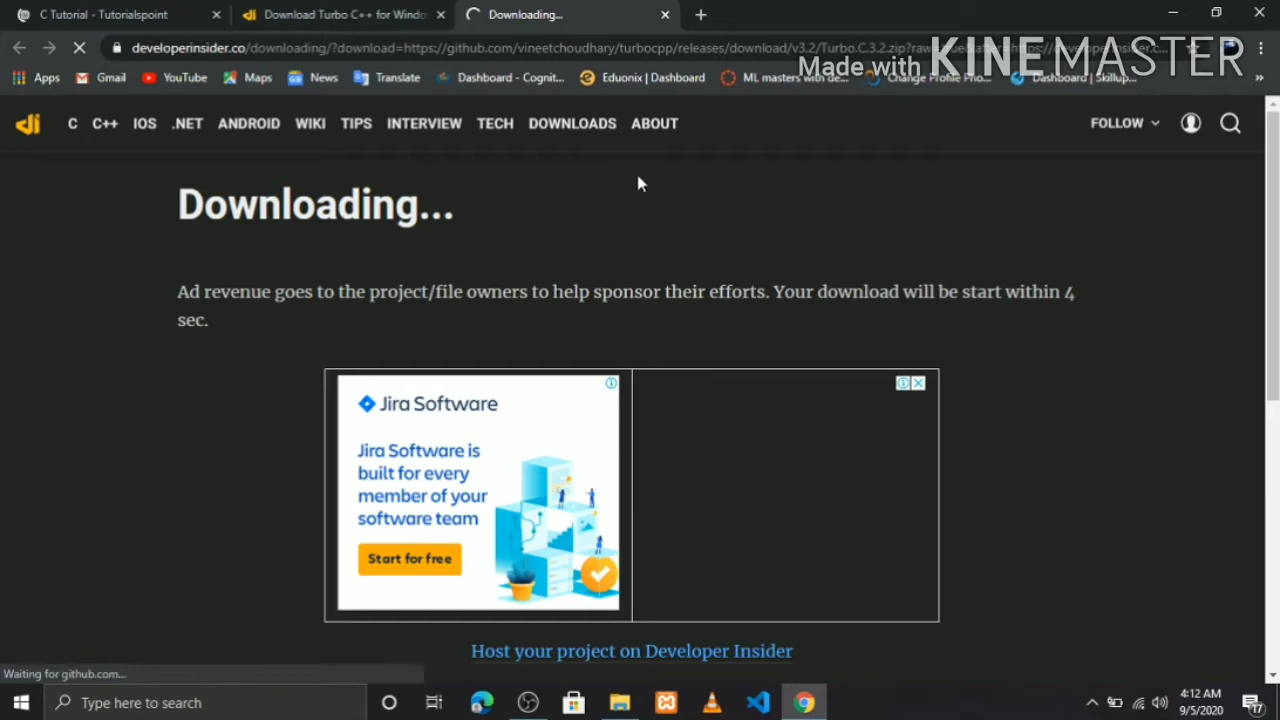 C Tutorial - Tutorialspoint
Download Turbo C++ for Windo
Downloading...
developerinsider.co/downloading/?download=https://github.com/vineetchoudhary/turbocpp/releases/download/v3.2/Turbo.C.3.2.zip?raw
Made with KINEMASTER
Apps
Gmail
YouTube
Maps
News
Translate
Dashboard - Cognit...
Eduonix | Dashboard
ML masters with de...
Change Profile Pho...
Dashboard | Skillup...
C
C++
IOS
.NET
ANDROID
WIKI
TIPS
INTERVIEW
TECH
DOWNLOADS
ABOUT
FOLLOW
Downloading...
Ad revenue goes to the project/file owners to help sponsor their efforts. Your download will be start within 4
sec.
Jira Software
Jira Software is
built for every
member of your
software team
Start for free
Host your project on Developer Insider
Waiting for github.com...
Type here to search
4:12 AM
9/5/2020
17